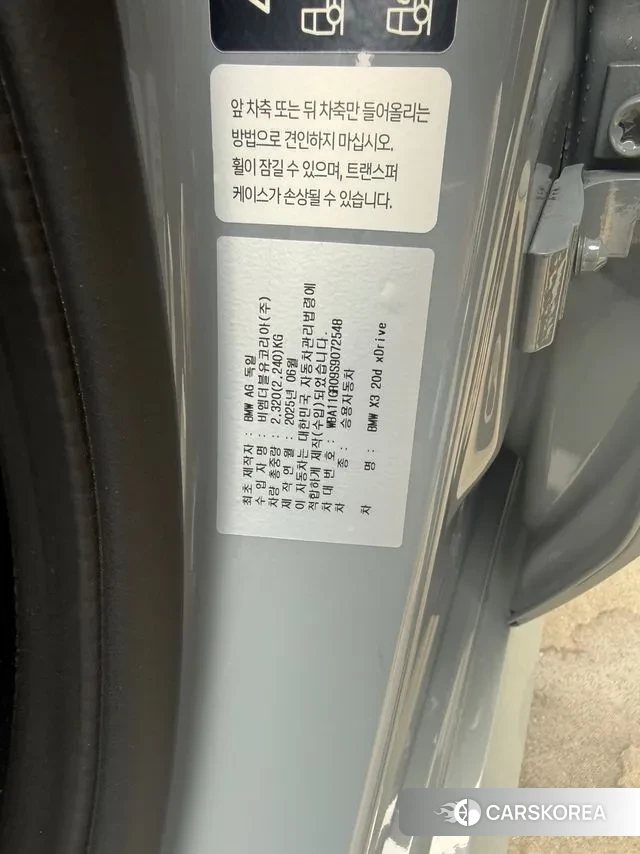 앞 차축 또는 뒤 차축만 들어올리는
방법으로 견인하지 마십시오.
휠이 잠길 수 있으며, 트랜스퍼
케이스가 손상될 수 있습니다.
최초 제작자 : BMW AG 독일
수 입 자 명 : 비엠더블유코리아(주)
차량 총중량 : 2.320(2.240)KG
제 작 연 월 : 2025년 06월
이 자동차는 대한민국 자동차관리법령에
적합하게 제작(수입)되었습니다.
차 대 번 호 : WBA11GR09S9072548
차 종 : 승용자동차
차 명 : BMW X3 20d xDrive
CARSKOREA